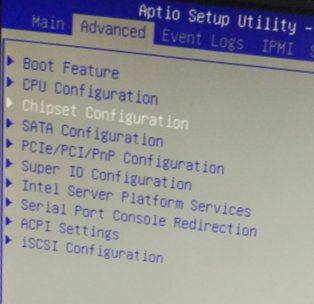 Aptio Setup Utility -
Main Advanced Event Logs IPMI
Boot Feature
CPU Configuration
Chipset Configuration
SATA Configuration
PCIe/PCI/PnP Configuration
Super IO Configuration
Intel Server Platform Services
Serial Port Console Redirection
ACPI Settings
iSCSI Configuration